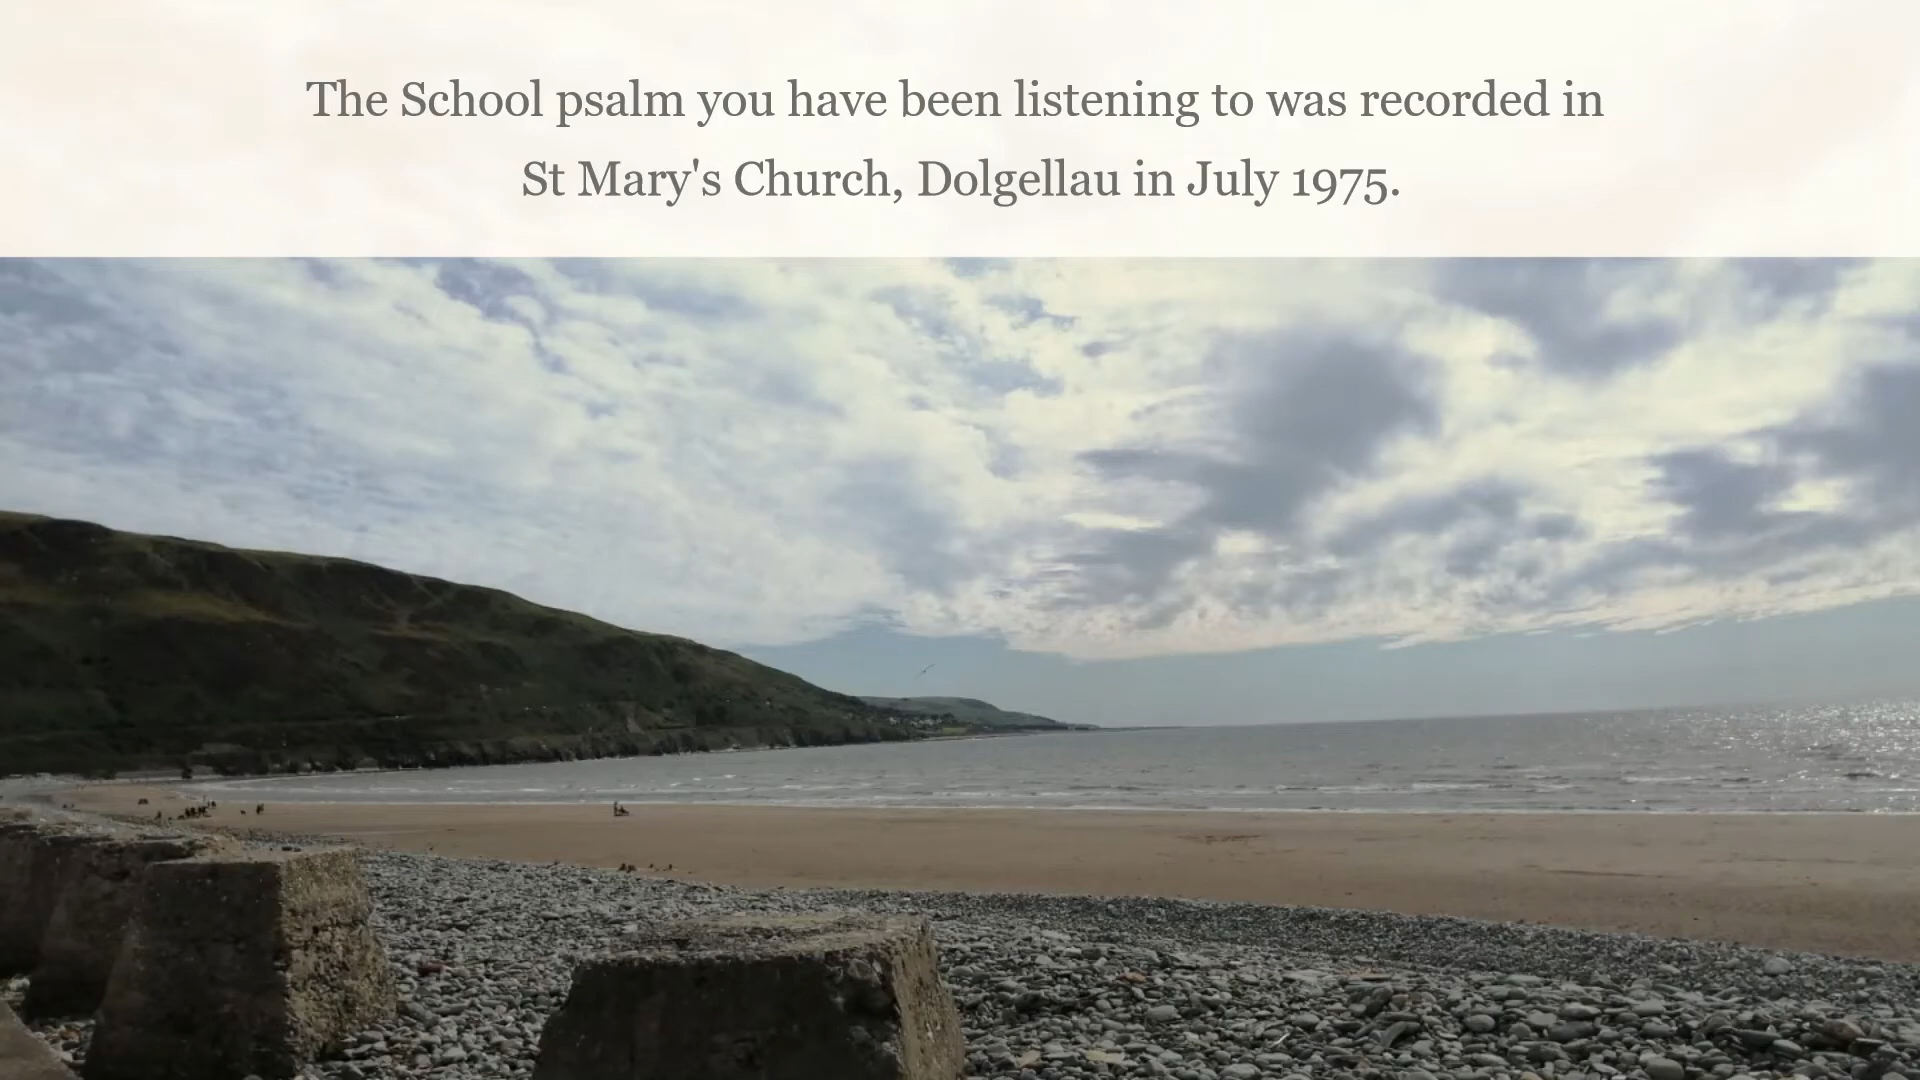 The School psalm you have been listening to was recorded in
St Mary's Church, Dolgellau in July 1975.